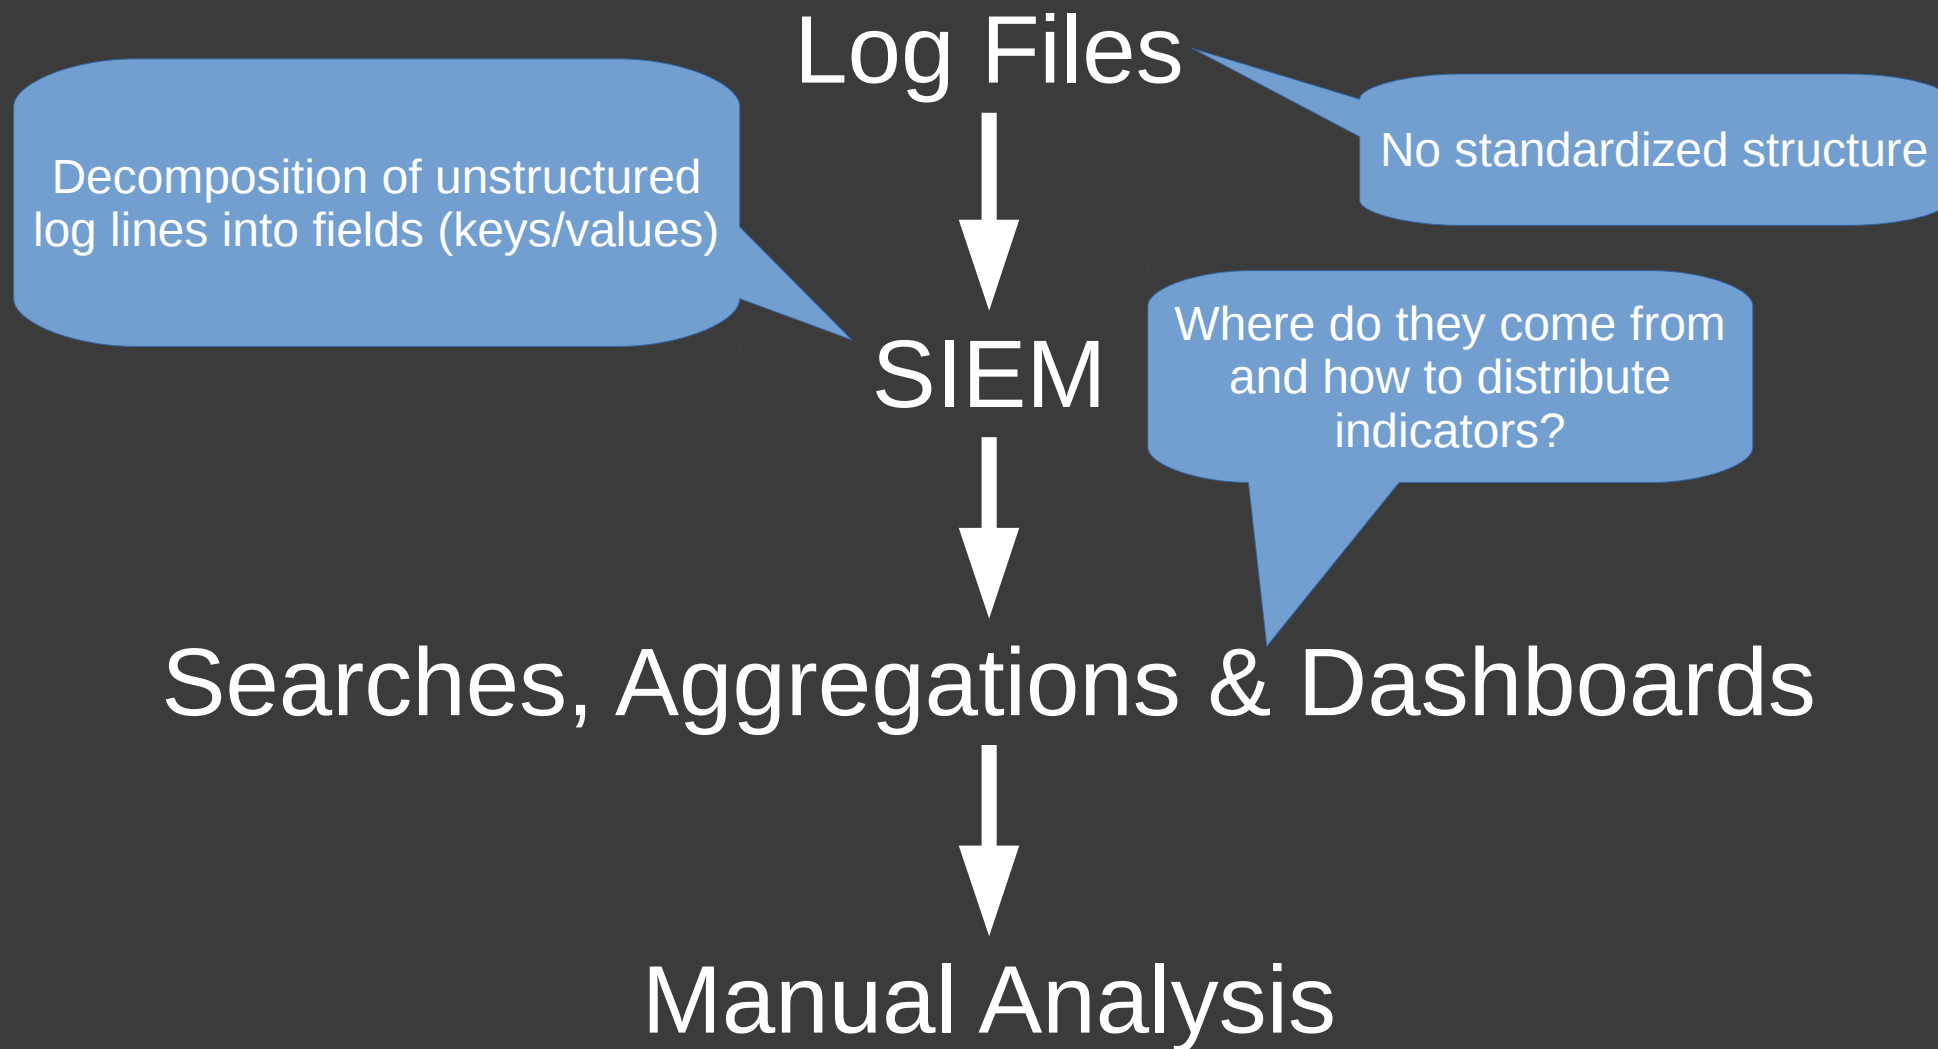 Log Files
No standardized structure
Decomposition of unstructured
log lines into fields (keys/values)
SIEM
Where do they come from
and how to distribute
indicators?
Searches, Aggregations & Dashboards
Manual Analysis